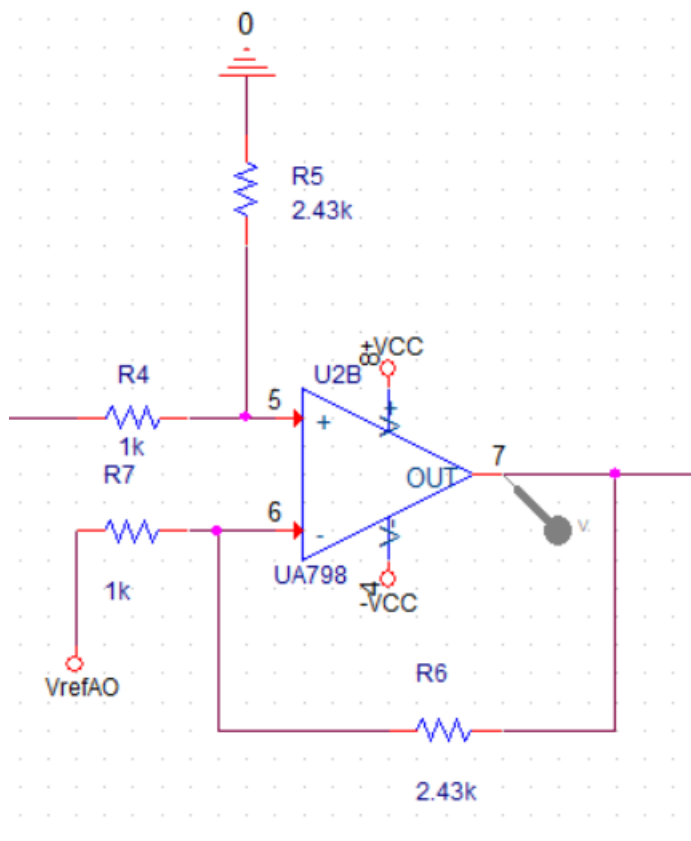 0
R5
2.43k
R4
1k
R7
1k
VrefAO
5
6
U2B
+
-
UA798
8
+VCC
V+
OUT
7
V-
4
-VCC
V
R6
2.43k